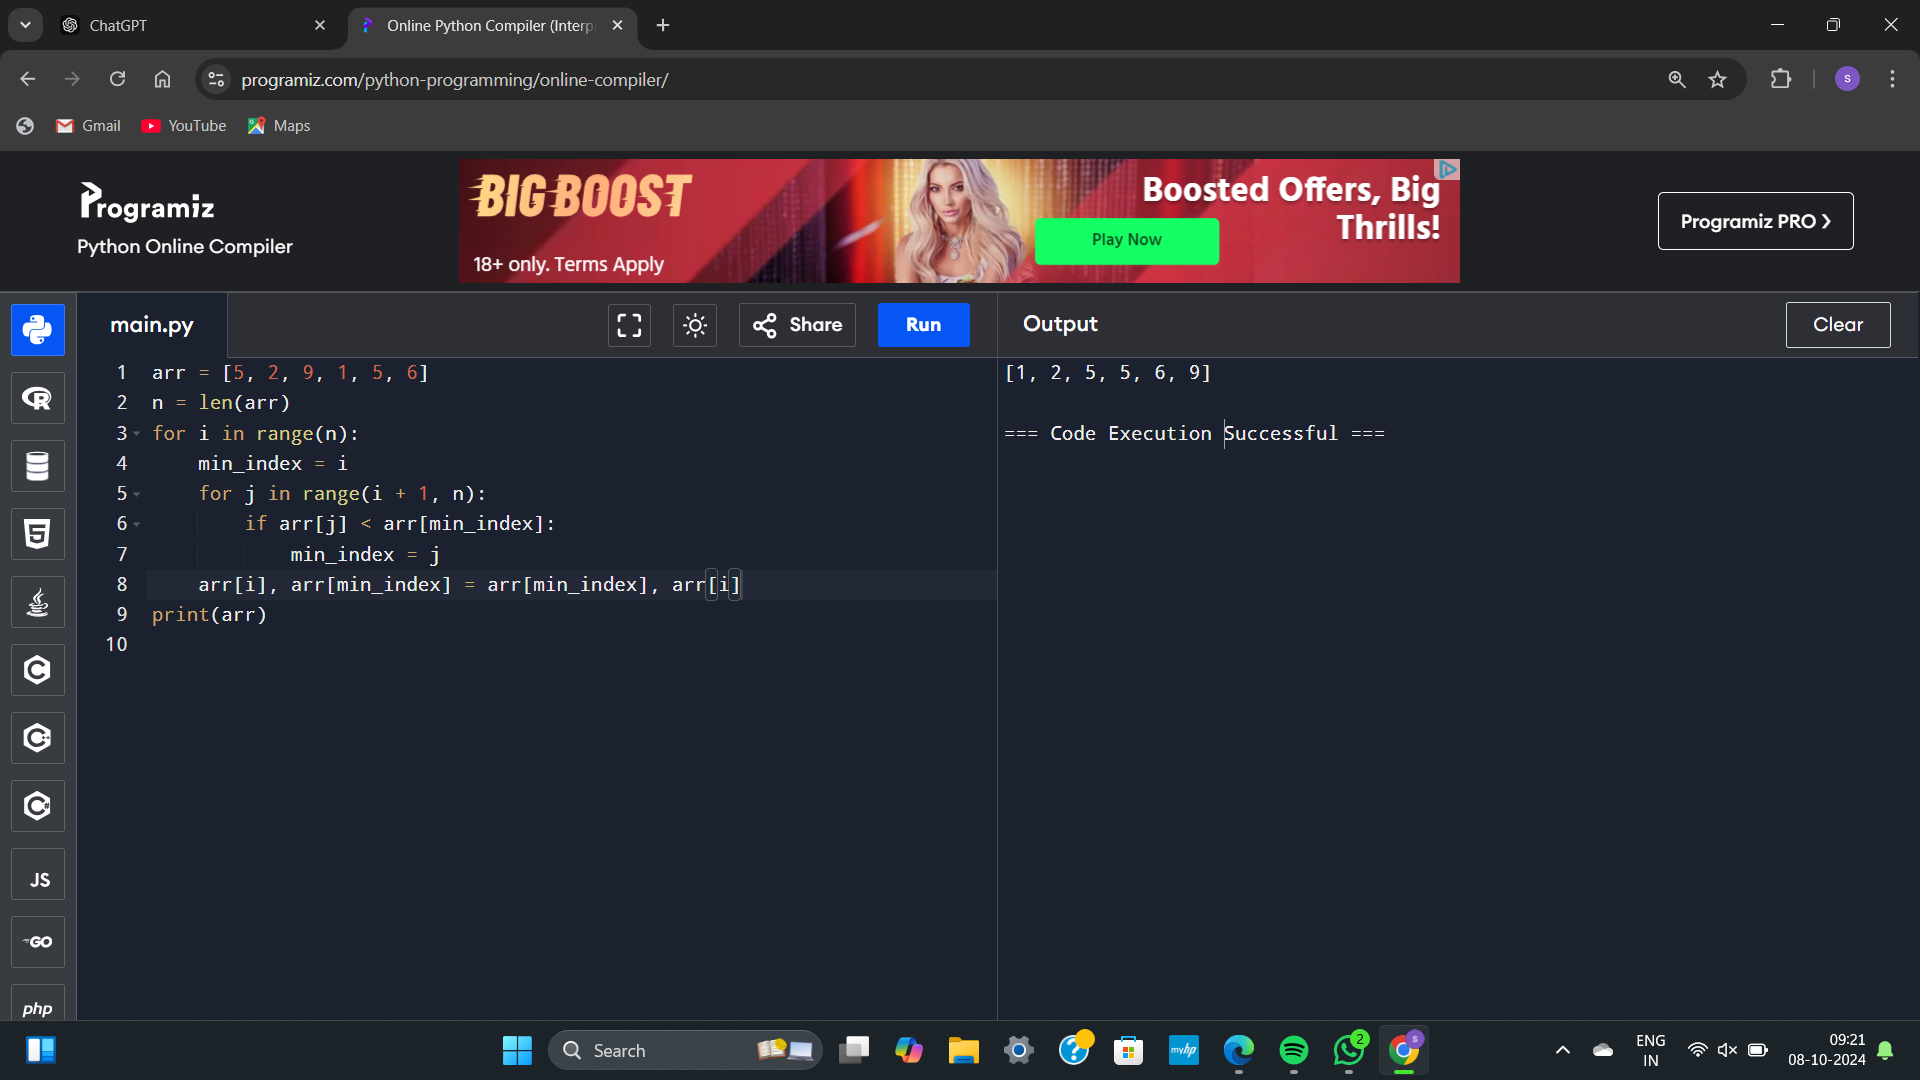 ChatGPT
Online Python Compiler (Interp
programiz.com/python-programming/online-compiler/
S
Gmail
YouTube
Maps
Programiz
Python Online Compiler
BIG BOOST
18+ only. Terms Apply
Play Now
Boosted Offers, Big
Thrills!
Programiz PRO ❯
main.py
Share
Run
Output
Clear
1 arr = [5, 2, 9, 1, 5, 6]
2 n = len(arr)
3 for i in range(n):
4     min_index = i
5     for j in range(i + 1, n):
6         if arr[j] < arr[min_index]:
7             min_index = j
8     arr[i], arr[min_index] = arr[min_index], arr[i]
9 print(arr)
10
[1, 2, 5, 5, 6, 9]
=== Code Execution Successful ===
R
5
C
C++
C#
JS
GO
php
Search
myhp
2
S
ENG
IN
09:21
08-10-2024